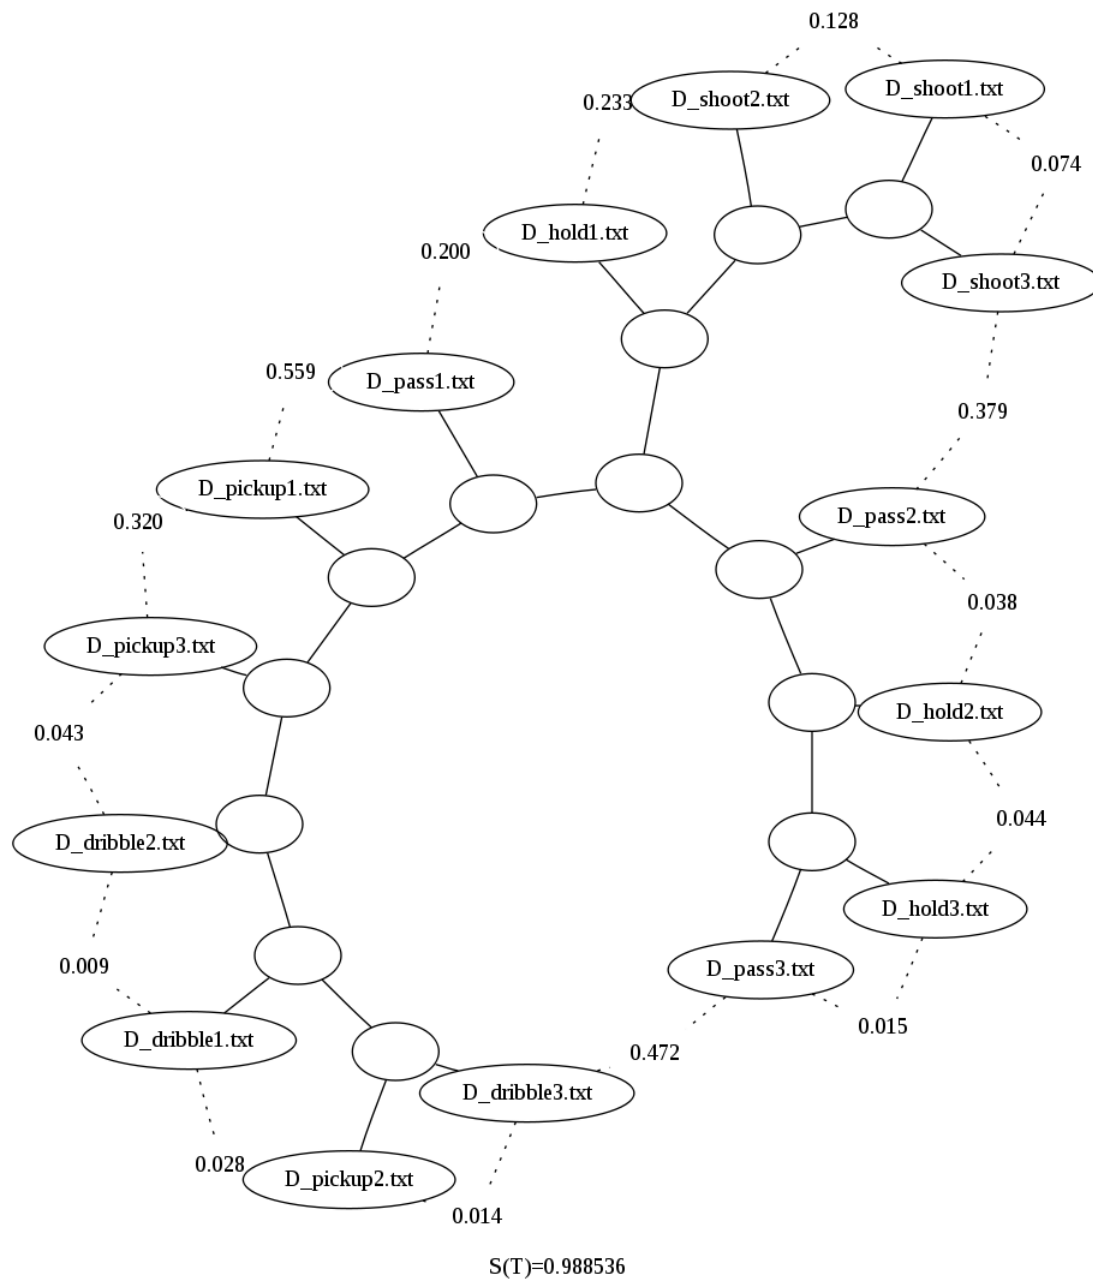 0.128
D_shoot2.txt
D_shoot1.txt
0.233
0.074
D_hold1.txt
0.200
D_shoot3.txt
0.559
D_pass1.txt
0.379
D_pickup1.txt
0.320
D_pass2.txt
0.038
D_pickup3.txt
D_hold2.txt
0.043
0.044
D_dribble2.txt
D_hold3.txt
0.009
D_pass3.txt
0.015
D_dribble1.txt
0.472
D_dribble3.txt
0.028
D_pickup2.txt
0.014
S(T)=0.988536